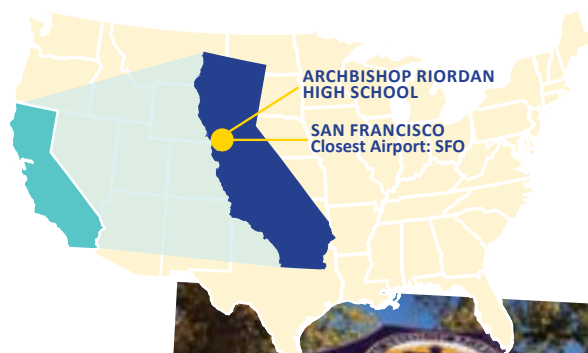 ARCHBISHOP RIORDAN
HIGH SCHOOL
SAN FRANCISCO
Closest Airport: SFO